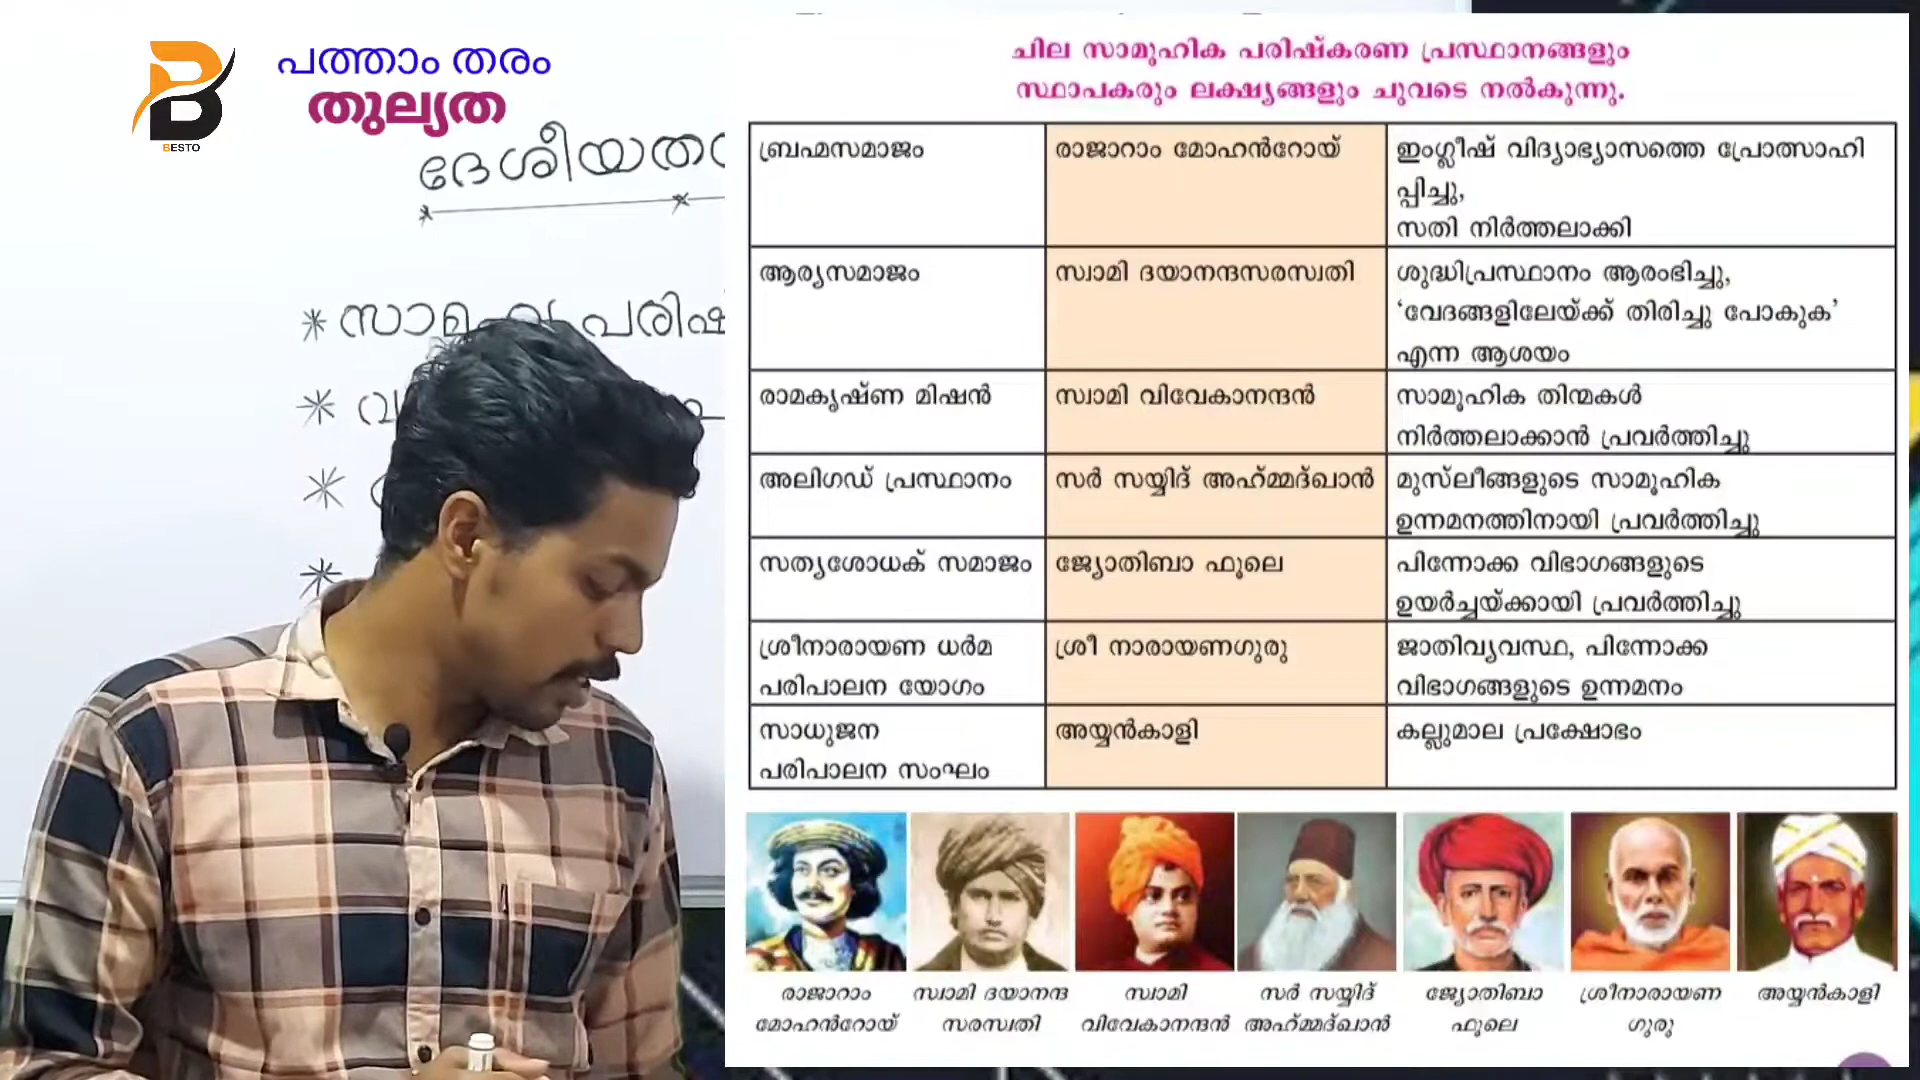 BESTO
പത്താം തരം
തുല്യത
ദേശീയത
ചില സാമൂഹിക പരിഷ്കരണ പ്രസ്ഥാനങ്ങളും
സ്ഥാപകരും ലക്ഷ്യങ്ങളും ചുവടെ നൽകുന്നു.
ബ്രഹ്മസമാജം
രാജാറാം മോഹൻറോയ്
ഇംഗ്ലീഷ് വിദ്യാഭ്യാസത്തെ പ്രോത്സാഹി
പ്പിച്ചു,
സതി നിർത്തലാക്കി
ആര്യസമാജം
സ്വാമി ദയാനന്ദസരസ്വതി
ശുദ്ധിപ്രസ്ഥാനം ആരംഭിച്ചു,
‘വേദങ്ങളിലേയ്ക്ക് തിരിച്ചു പോകുക’
എന്ന ആശയം
രാമകൃഷ്ണ മിഷൻ
സ്വാമി വിവേകാനന്ദൻ
സാമൂഹിക തിന്മകൾ
നിർത്തലാക്കാൻ പ്രവർത്തിച്ചു
അലിഗഡ് പ്രസ്ഥാനം
സർ സയ്യിദ് അഹ്മ്മദ്ഖാൻ
മുസ്‌ലീങ്ങളുടെ സാമൂഹിക
ഉന്നമനത്തിനായി പ്രവർത്തിച്ചു
സത്യശോധക് സമാജം
ജ്യോതിബാ ഫൂലെ
പിന്നോക്ക വിഭാഗങ്ങളുടെ
ഉയർച്ചയ്ക്കായി പ്രവർത്തിച്ചു
ശ്രീനാരായണ ധർമ
പരിപാലന യോഗം
ശ്രീ നാരായണഗുരു
ജാതിവ്യവസ്ഥ, പിന്നോക്ക
വിഭാഗങ്ങളുടെ ഉന്നമനം
സാധുജന
പരിപാലന സംഘം
അയ്യൻകാളി
കല്ലുമാല പ്രക്ഷോഭം
രാജാറാം
മോഹൻറോയ്
സ്വാമി ദയാനന്ദ
സരസ്വതി
സ്വാമി
വിവേകാനന്ദൻ
സർ സയ്യിദ്
അഹ്മ്മദ്ഖാൻ
ജ്യോതിബാ
ഫൂലെ
ശ്രീനാരായണ
ഗുരു
അയ്യൻകാളി